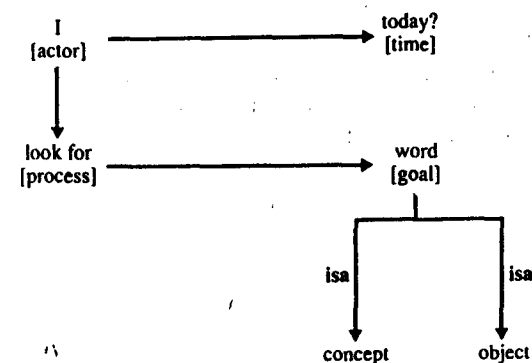 I
[actor]
today?
[time]
look for
[process]
word
[goal]
isa
isa
concept
object